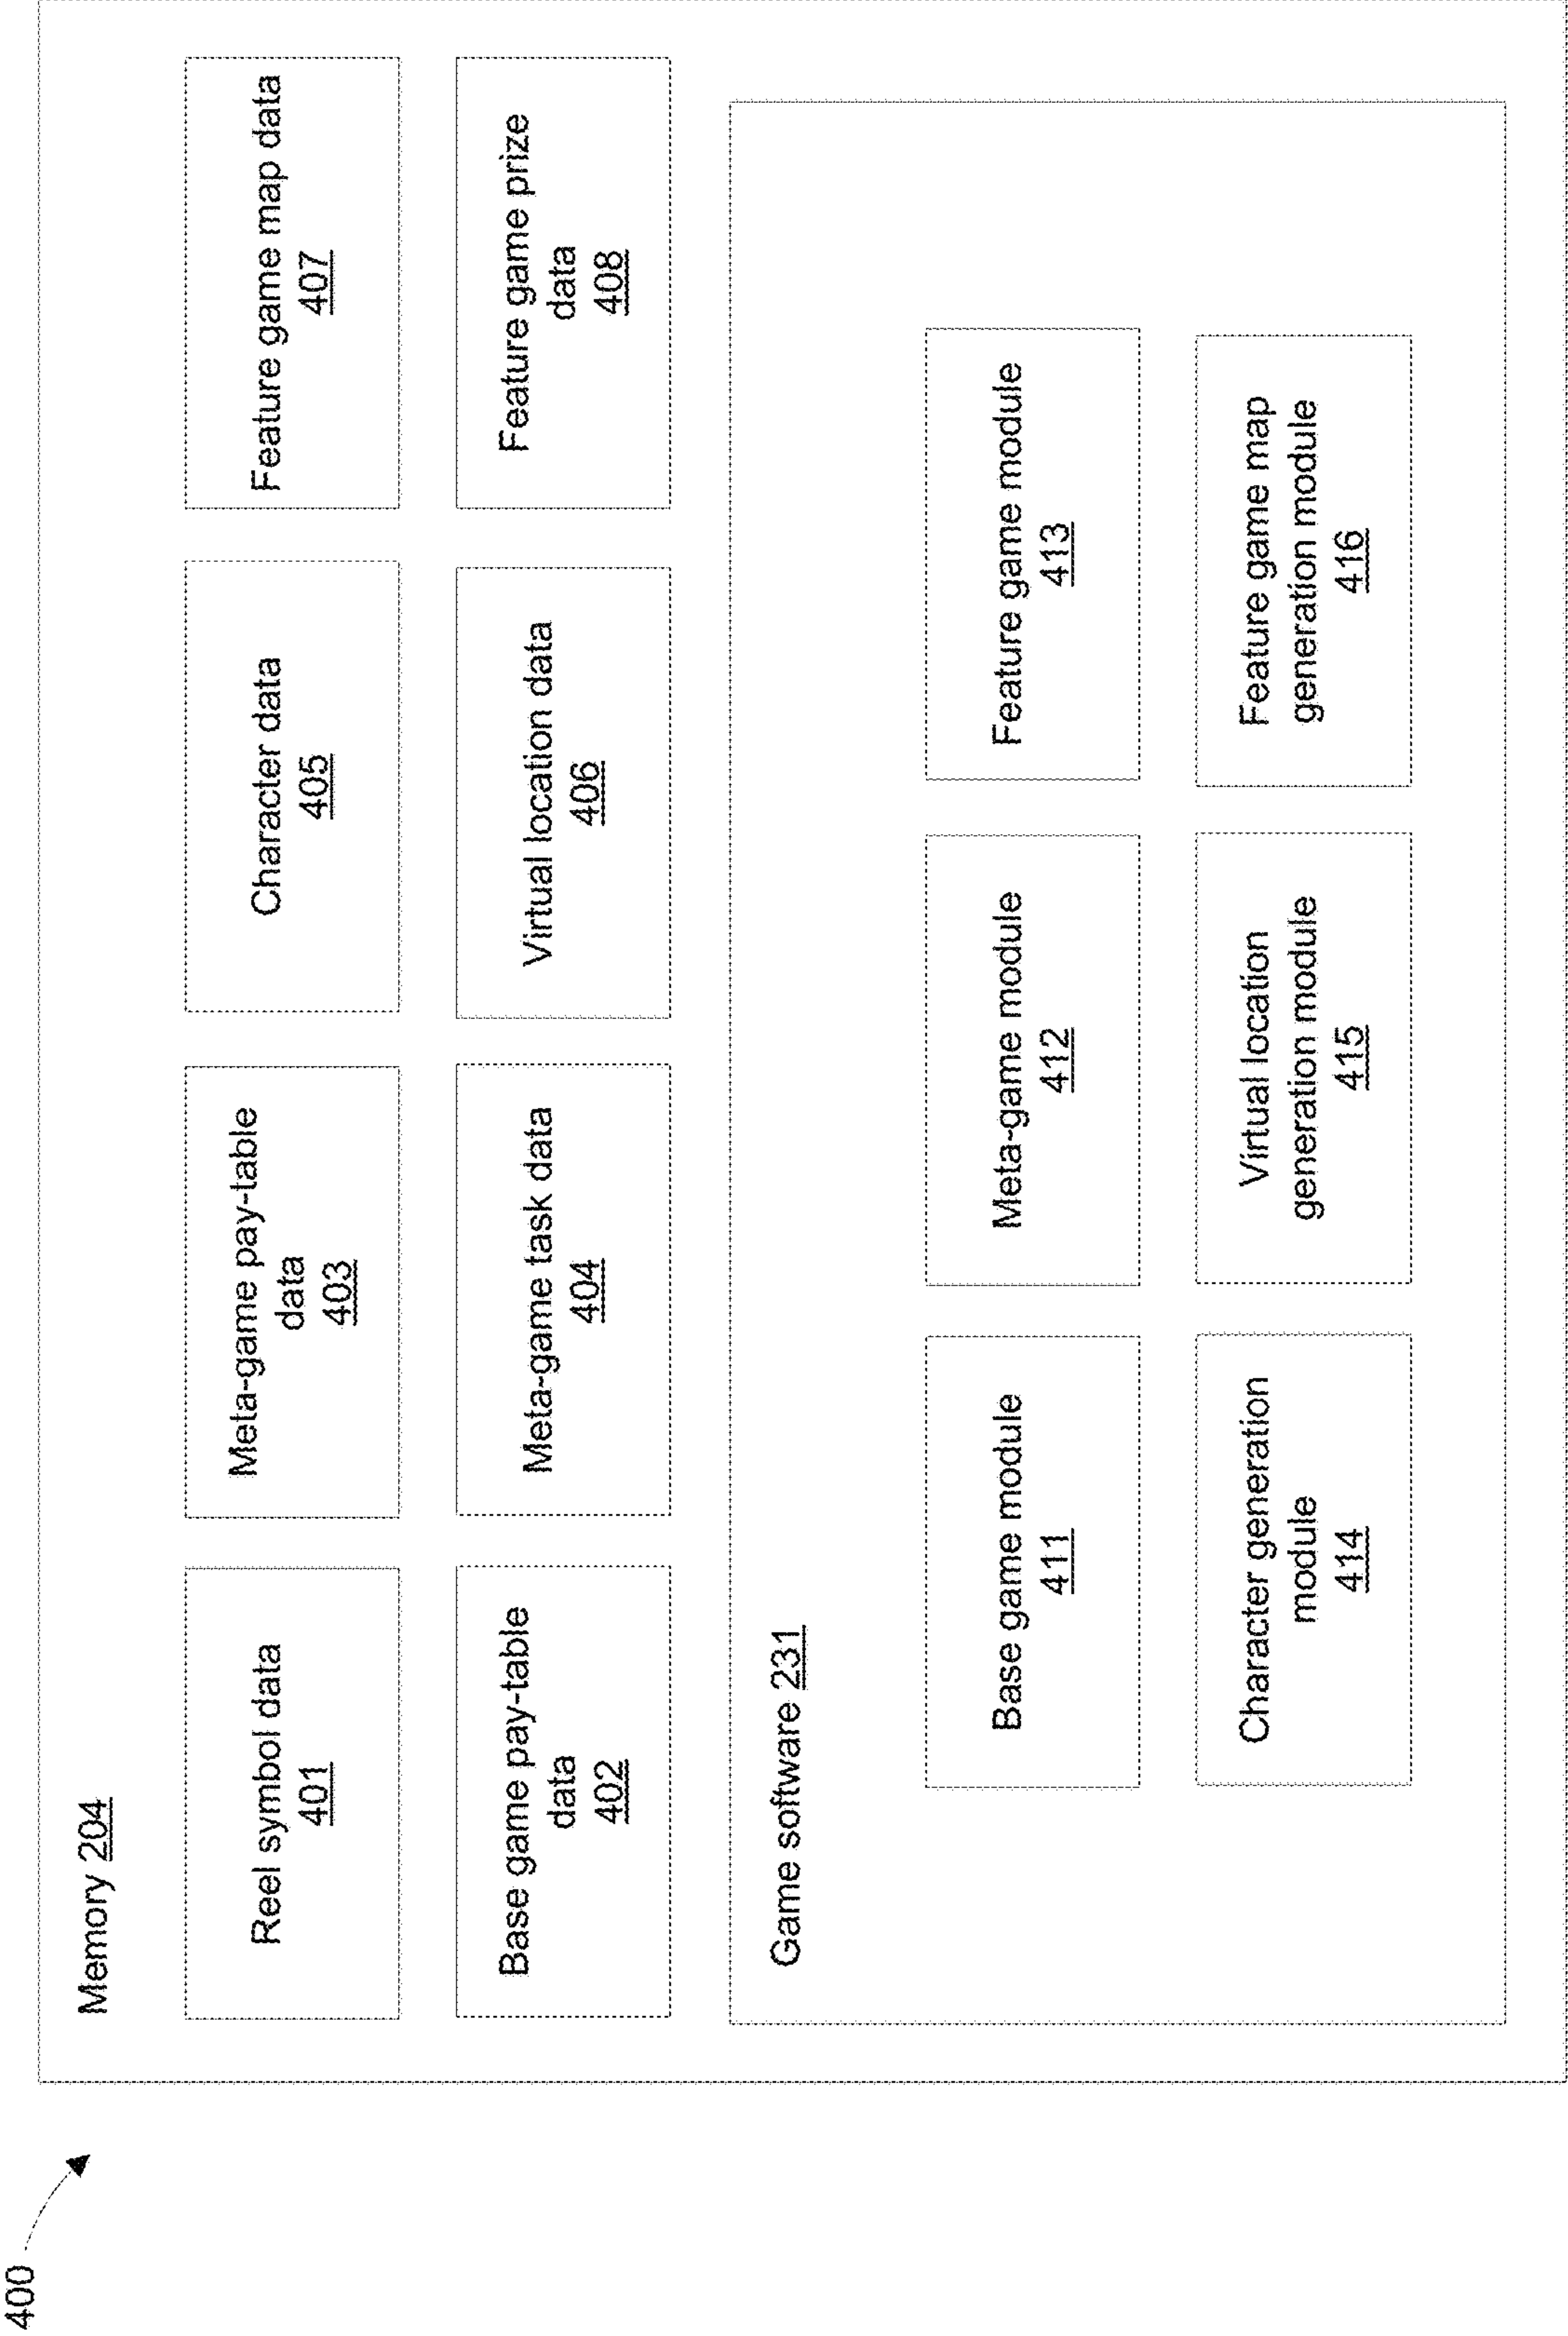 400
Memory 204
Reel symbol data
401
Meta-game pay-table
data
403
Character data
405
Feature game map data
407
Base game pay-table
data
402
Meta-game task data
404
Virtual location data
406
Feature game prize
data
408
Game software 231
Base game module
411
Meta-game module
412
Feature game module
413
Character generation
module
414
Virtual location
generation module
415
Feature game map
generation module
416